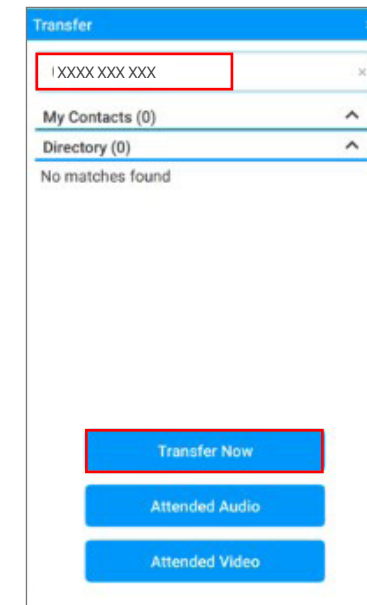 Transfer
XXXX XXX XXX
×
My Contacts (0)
Directory (0)
No matches found
Transfer Now
Attended Audio
Attended Video